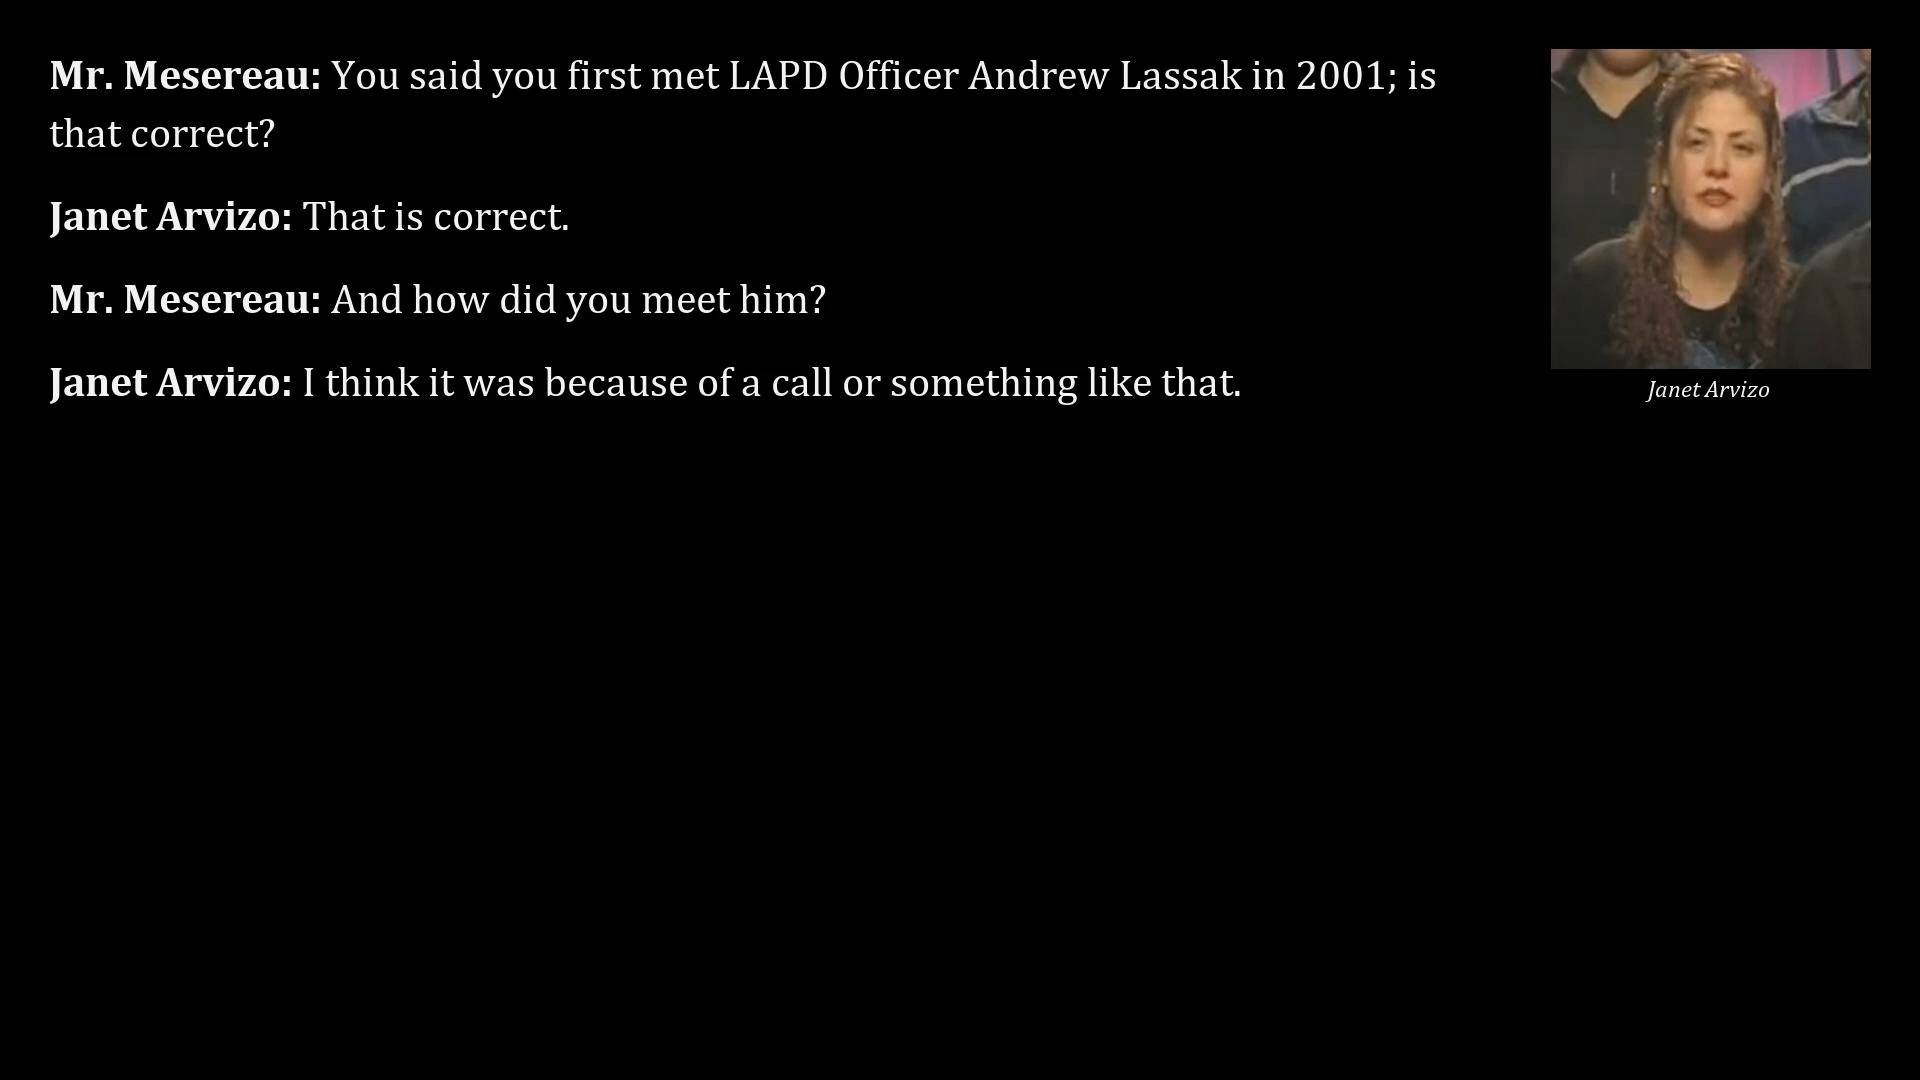 Mr. Mesereau: You said you first met LAPD Officer Andrew Lassak in 2001; is
that correct?
Janet Arvizo: That is correct.
Mr. Mesereau: And how did you meet him?
Janet Arvizo: I think it was because of a call or something like that.
Janet Arvizo